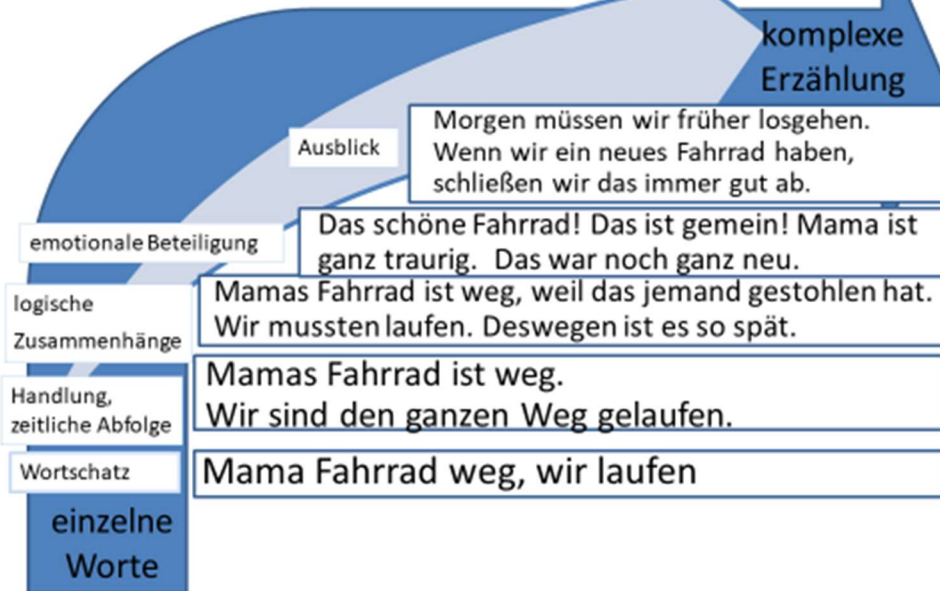 komplexe
Erzählung
Ausblick
Morgen müssen wir früher losgehen.
Wenn wir ein neues Fahrrad haben,
schließen wir das immer gut ab.
emotionale Beteiligung
Das schöne Fahrrad! Das ist gemein! Mama ist
ganz traurig. Das war noch ganz neu.
logische
Zusammenhänge
Mamas Fahrrad ist weg, weil das jemand gestohlen hat.
Wir mussten laufen. Deswegen ist es so spät.
Handlung,
zeitliche Abfolge
Mamas Fahrrad ist weg.
Wir sind den ganzen Weg gelaufen.
Wortschatz
Mama Fahrrad weg, wir laufen
einzelne
Worte